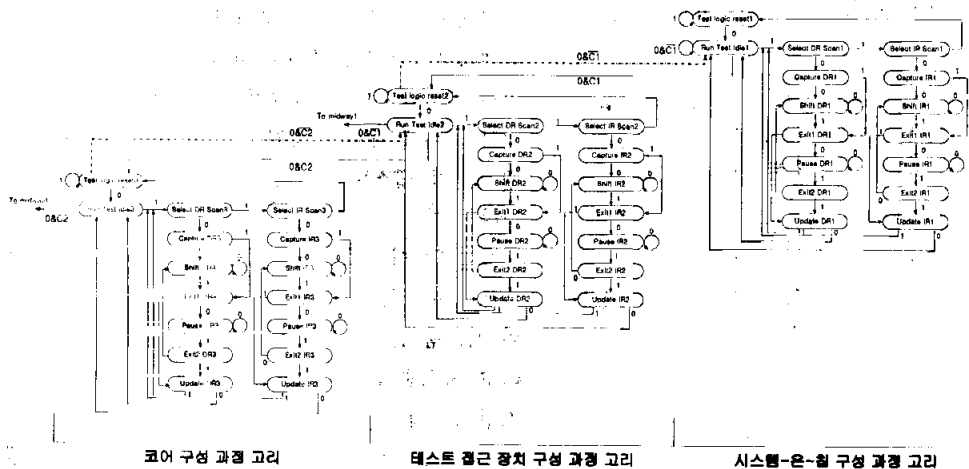 Test logic reset1
Run Test Idle1
Select DR Scan1
Select IR Scan1
Capture DR1
Capture IR1
Shift DR1
Shift IR1
Exit1 DR1
Exit1 IR1
Pause DR1
Pause IR1
Exit2 DR1
Exit2 IR1
Update DR1
Update IR1
0&C1
0&C1
0&C1
Test logic reset2
To midway1
Run Test Idle2
Select DR Scan2
Select IR Scan2
Capture DR2
Capture IR2
Shift DR2
Shift IR2
Exit1 DR2
Exit1 IR2
Pause DR2
Pause IR2
Exit2 DR2
Exit2 IR2
Update DR2
Update IR2
0&C2
0&C1
0&C2
0&C2
Select DR Scan3
Select IR Scan3
Capture DR3
Capture IR3
Exit1 IR3
Pause IR3
Exit2 DR3
Exit2 IR3
Update IR3
Update IR3
코어 구성 과정 고리
테스트 접근 장치 구성 과정 고리
시스템-온-칩 구성 과정 고리